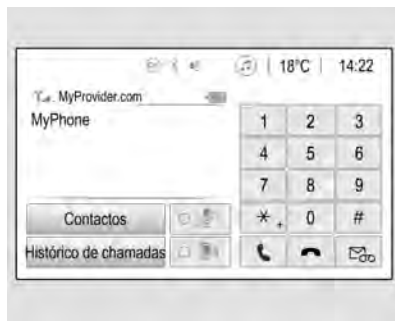 18°C 14:22
MyProvider.com
MyPhone
1 2 3
4 5 6
7 8 9
Contactos * + 0 #
Histórico de chamadas